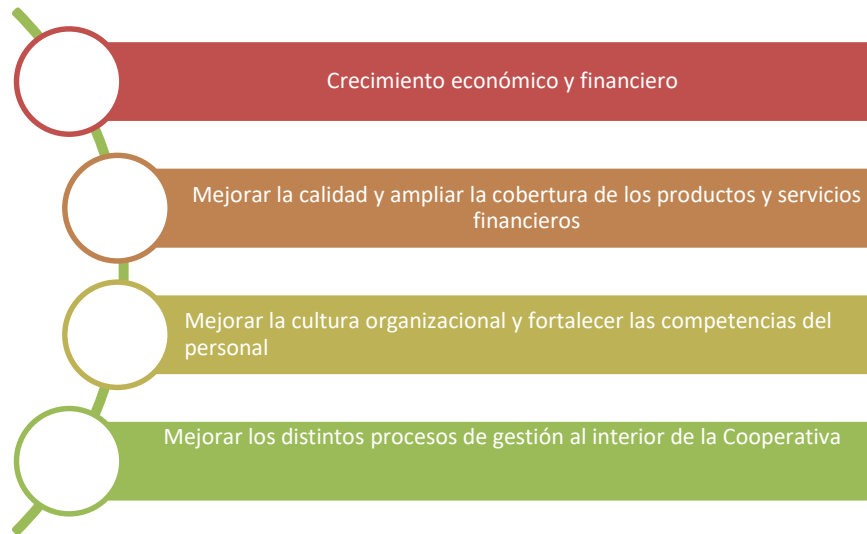 Crecimiento económico y financiero
Mejorar la calidad y ampliar la cobertura de los productos y servicios
financieros
Mejorar la cultura organizacional y fortalecer las competencias del
personal
Mejorar los distintos procesos de gestión al interior de la Cooperativa